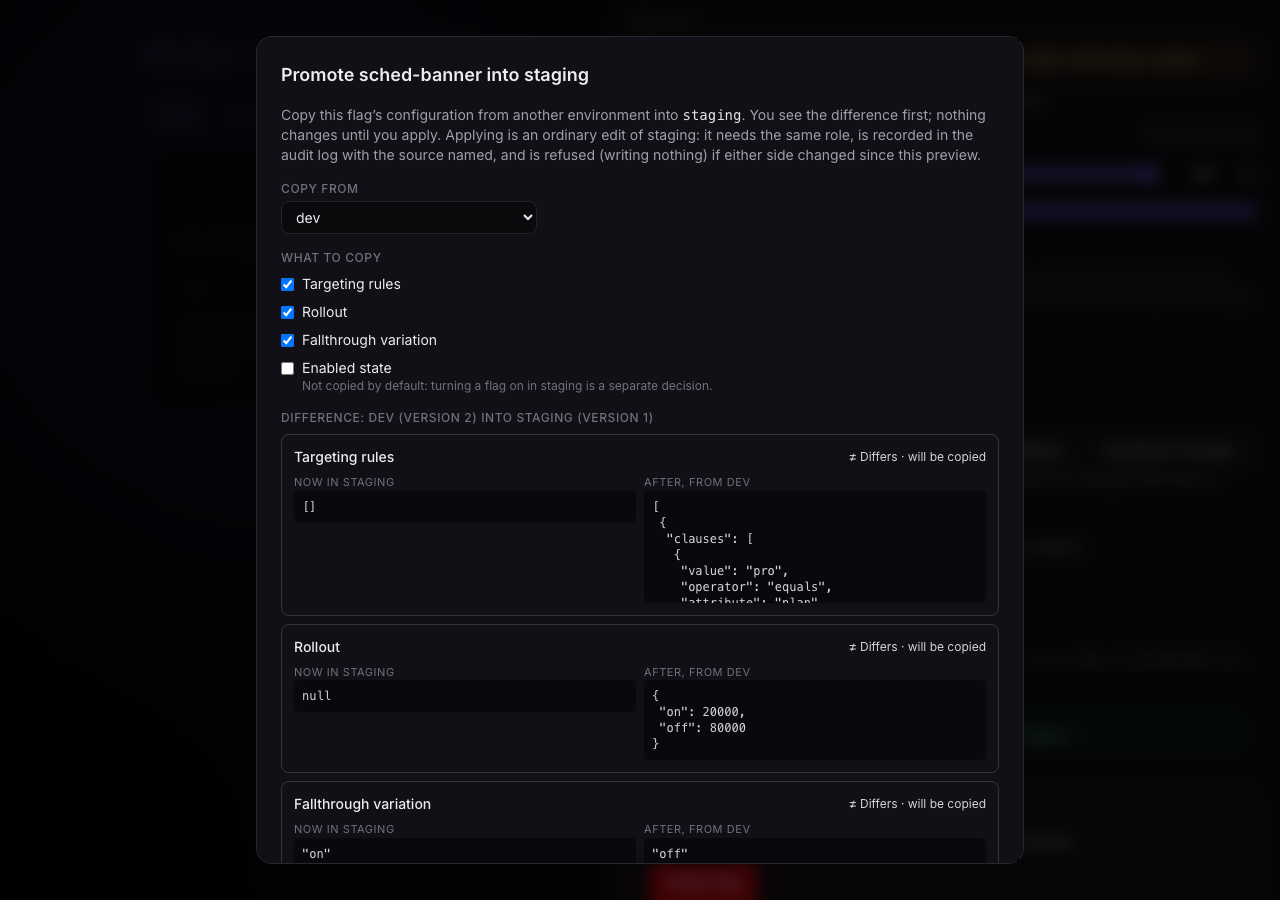 Promote sched-banner into staging
Copy this flag’s configuration from another environment into staging. You see the difference first; nothing
changes until you apply. Applying is an ordinary edit of staging: it needs the same role, is recorded in the
audit log with the source named, and is refused (writing nothing) if either side changed since this preview.
COPY FROM
dev
WHAT TO COPY
Targeting rules
Rollout
Fallthrough variation
Enabled state
Not copied by default: turning a flag on in staging is a separate decision.
DIFFERENCE: DEV (VERSION 2) INTO STAGING (VERSION 1)
Targeting rules
≠ Differs · will be copied
NOW IN STAGING
[]
AFTER, FROM DEV
[
{
"clauses": [
{
"value": "pro",
"operator": "equals",
"attribute": "plan"
Rollout
≠ Differs · will be copied
NOW IN STAGING
null
AFTER, FROM DEV
{
"on": 20000,
"off": 80000
}
Fallthrough variation
≠ Differs · will be copied
NOW IN STAGING
"on"
AFTER, FROM DEV
"off"